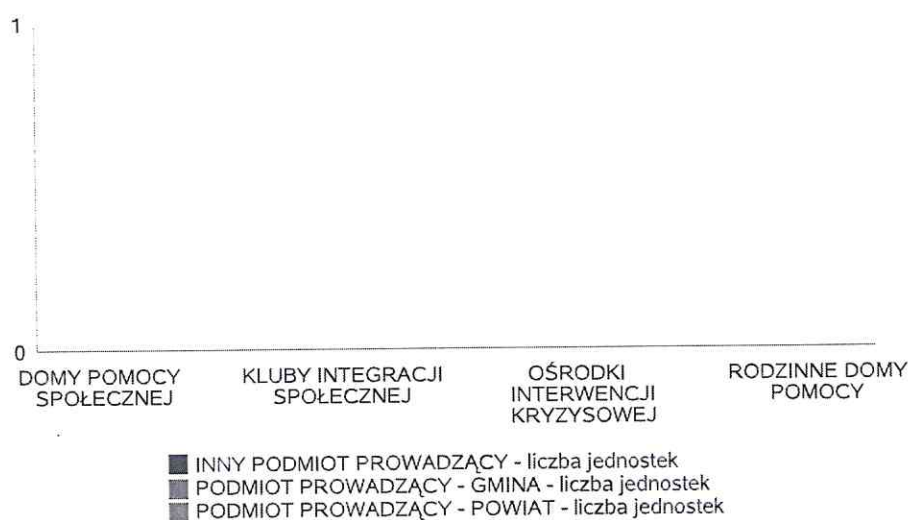 1
0
DOMY POMOCY
SPOŁECZNEJ
KLUBY INTEGRACJI
SPOŁECZNEJ
OŚRODKI
INTERWENCJI
KRYZYSOWEJ
RODZINNE DOMY
POMOCY
INNY PODMIOT PROWADZĄCY - liczba jednostek
PODMIOT PROWADZĄCY - GMINA - liczba jednostek
PODMIOT PROWADZĄCY - POWIAT - liczba jednostek